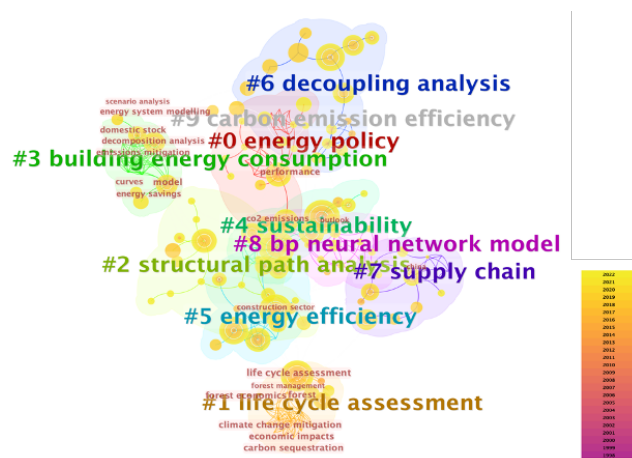 #6 decoupling analysis
scenario analysis
energy system modelling
#9 carbon emission efficiency
domestic stock
decomposition analysis
#0 energy policy
emissions mitigation
#3 building energy consumption
performance
curves model
energy savings
co2 emissions outlook
#4 sustainability
#8 bp neural network model
#2 structural path analysis
china
#7 supply chain
construction sector
#5 energy efficiency
life cycle assessment
forest management
forest economics forest
#1 life cycle assessment
climate change mitigation
economic impacts
carbon sequestration
2022
2021
2020
2019
2018
2017
2016
2015
2014
2013
2012
2011
2010
2009
2008
2007
2006
2005
2004
2003
2002
2001
2000
1999
1998